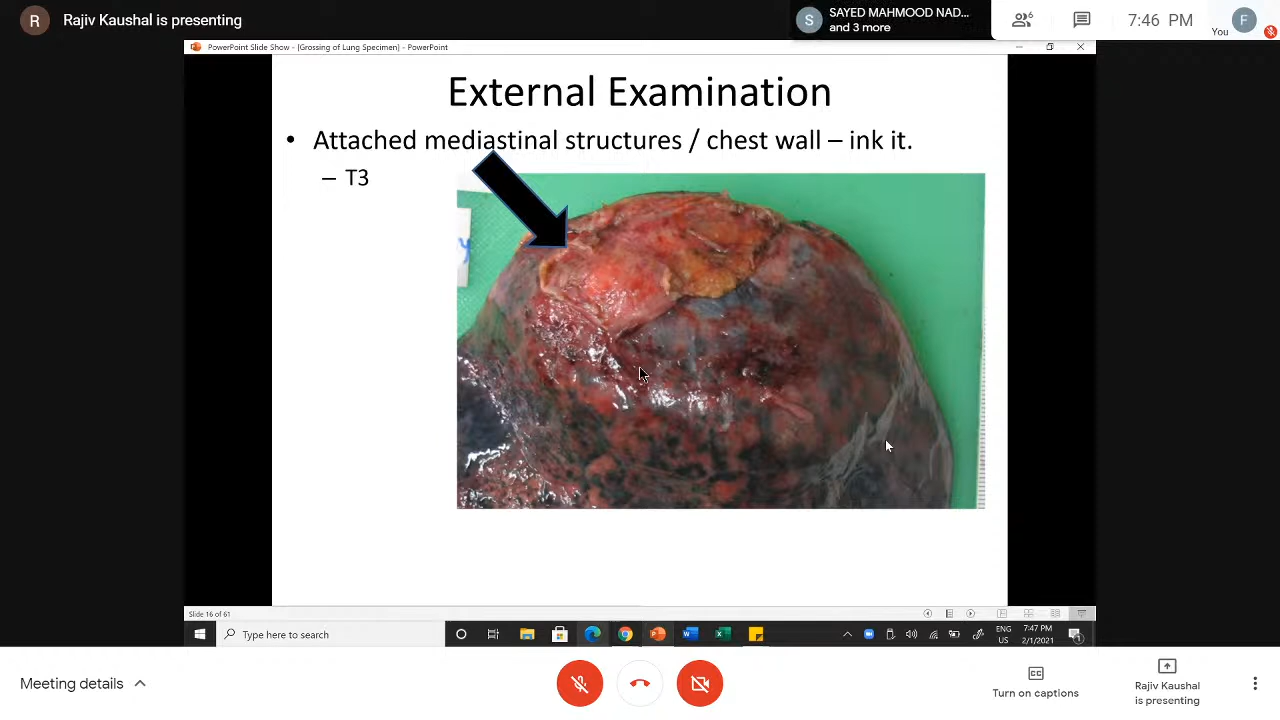 R Rajiv Kaushal is presenting
S SAYED MAHMOOD NAD...
and 3 more
6
7:46 PM
You
F
PowerPoint Slide Show - (Grossing of Lung Specimen) - PowerPoint
External Examination
• Attached mediastinal structures / chest wall – ink it.
– T3
Slide 16 of 61
Type here to search
ENG
US
7:47 PM
2/1/2021
1
Meeting details
CC
Turn on captions
Rajiv Kaushal
is presenting